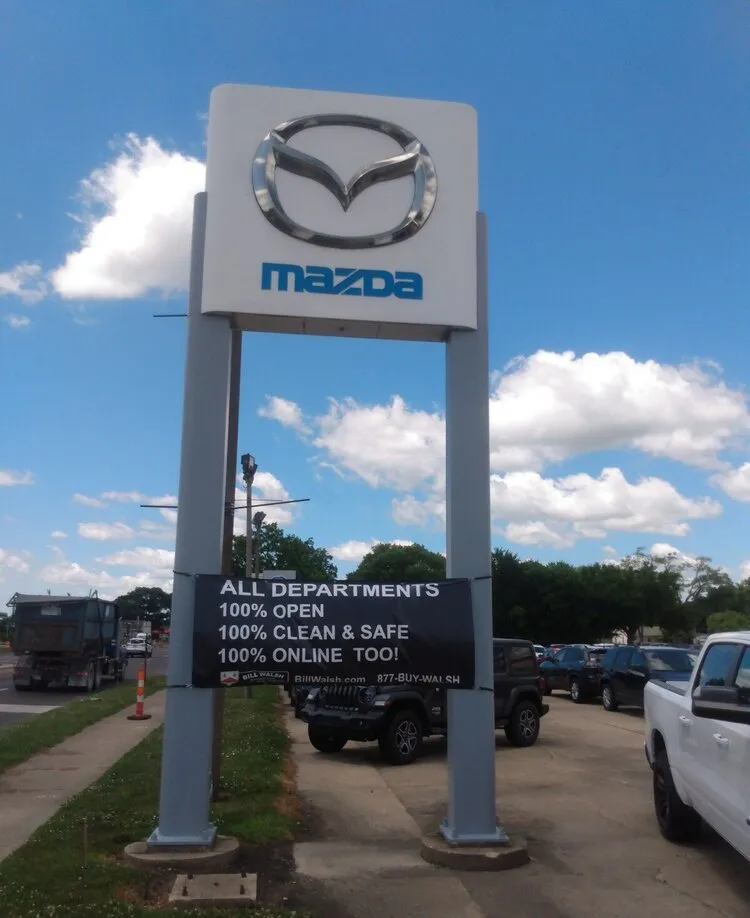 mazda
ALL DEPARTMENTS
100% OPEN
100% CLEAN & SAFE
100% ONLINE TOO!
BILL WALSH BillWalsh.com 877-BUY-WALSH